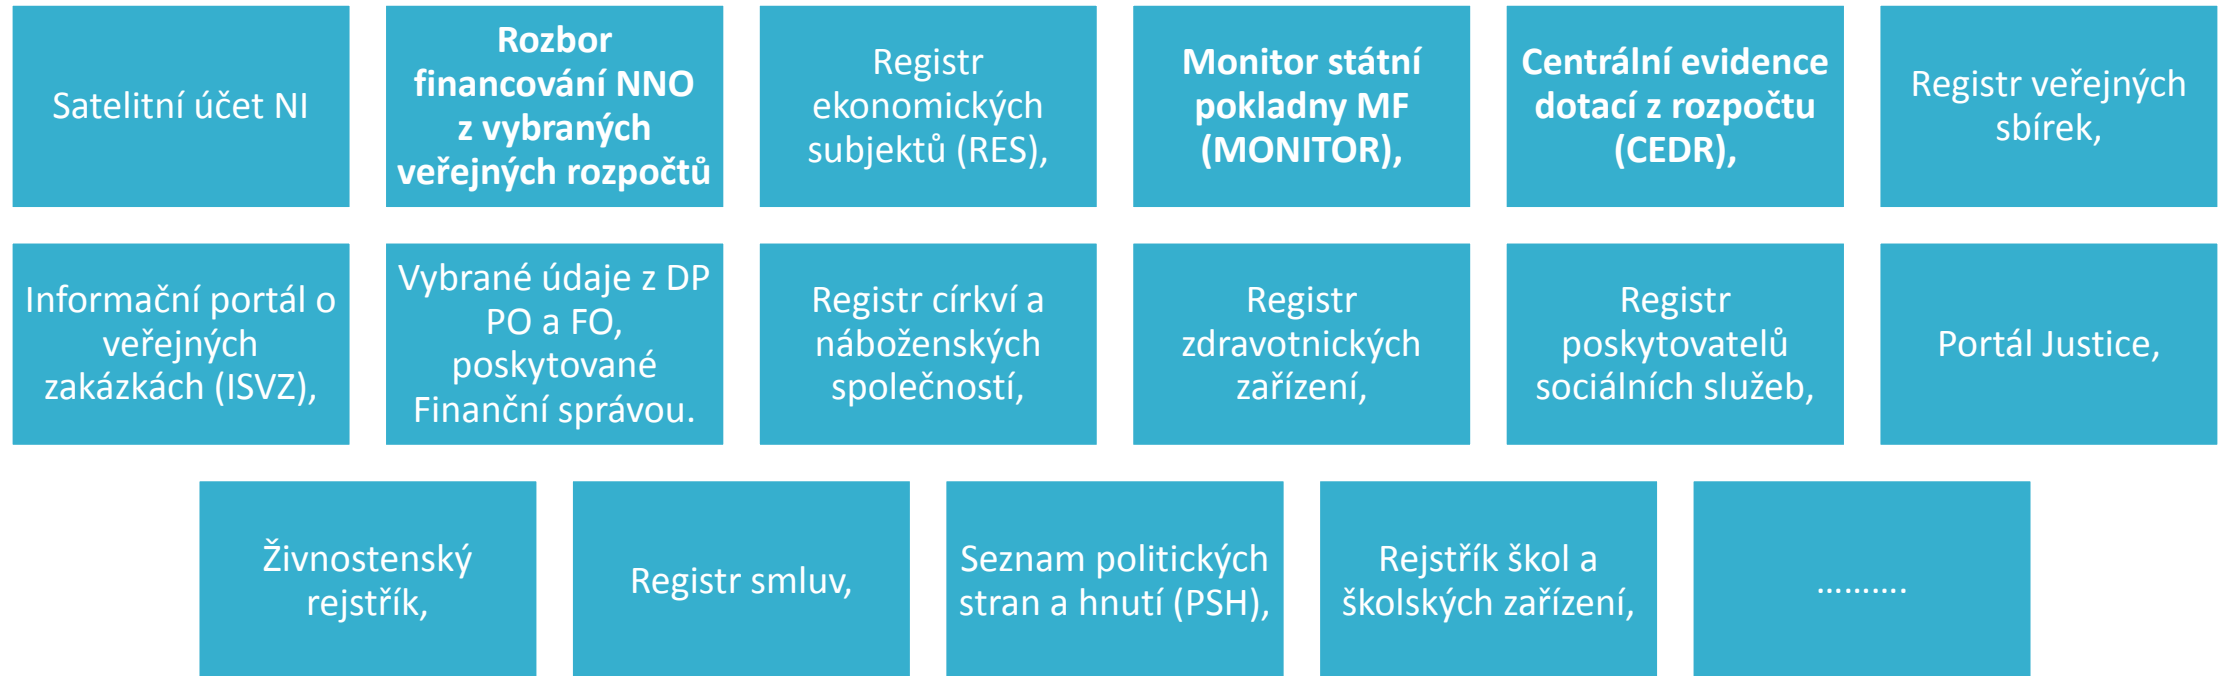 Satelitní účet NI
Rozbor
financování NNO
z vybraných
veřejných rozpočtů
Registr
ekonomických
subjektů (RES),
Monitor státní
pokladny MF
(MONITOR),
Centrální evidence
dotací z rozpočtu
(CEDR),
Registr veřejných
sbírek,
Informační portál o
veřejných
zakázkách (ISVZ),
Vybrané údaje z DP
PO a FO,
poskytované
Finanční správou.
Registr církví a
náboženských
společností,
Registr
zdravotnických
zařízení,
Registr
poskytovatelů
sociálních služeb,
Portál Justice,
Živnostenský
rejstřík,
Registr smluv,
Seznam politických
stran a hnutí (PSH),
Rejstřík škol a
školských zařízení,
……….